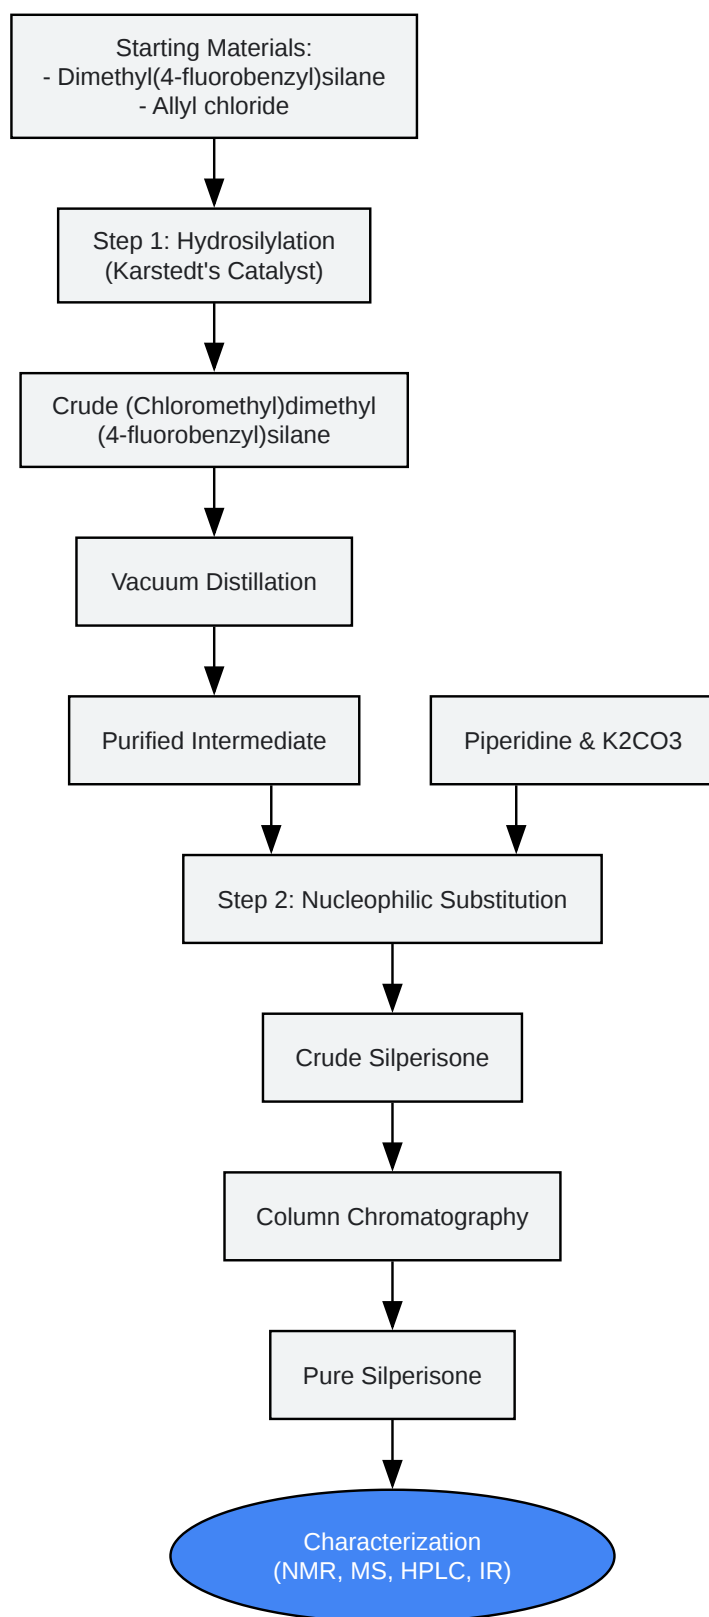 Starting Materials:
- Dimethyl(4-fluorobenzyl)silane
- Allyl chloride
Step 1: Hydrosilylation
(Karstedt's Catalyst)
Crude (Chloromethyl)dimethyl
(4-fluorobenzyl)silane
Vacuum Distillation
Purified Intermediate
Piperidine & K2CO3
Step 2: Nucleophilic Substitution
Crude Silperisone
Column Chromatography
Pure Silperisone
Characterization
(NMR, MS, HPLC, IR)